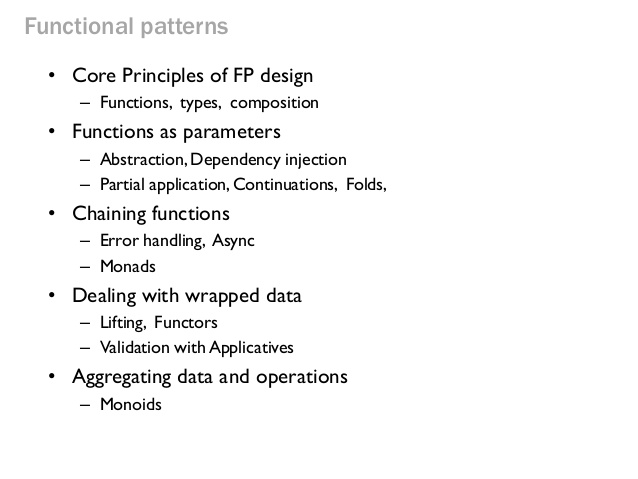 Functional patterns
• Core Principles of FP design
– Functions, types, composition
• Functions as parameters
– Abstraction, Dependency injection
– Partial application, Continuations, Folds,
• Chaining functions
– Error handling, Async
– Monads
• Dealing with wrapped data
– Lifting, Functors
– Validation with Applicatives
• Aggregating data and operations
– Monoids